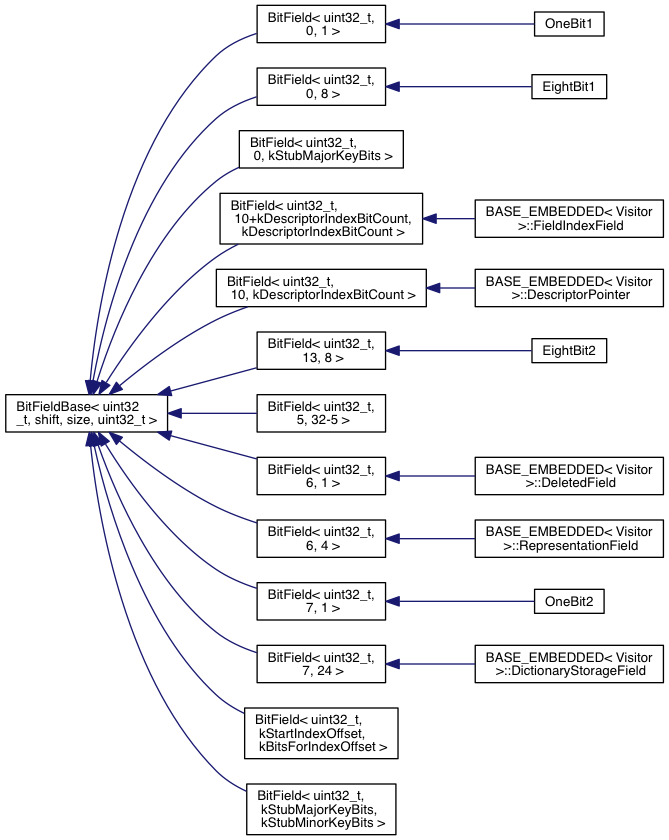 BitField< uint32_t,
0, 1 >
OneBit1
BitField< uint32_t,
0, 8 >
EightBit1
BitField< uint32_t,
0, kStubMajorKeyBits >
BitField< uint32_t,
10+kDescriptorIndexBitCount,
kDescriptorIndexBitCount >
BASE_EMBEDDED< Visitor
>::FieldIndexField
BitField< uint32_t,
10, kDescriptorIndexBitCount >
BASE_EMBEDDED< Visitor
>::DescriptorPointer
BitField< uint32_t,
13, 8 >
EightBit2
BitFieldBase< uint32
_t, shift, size, uint32_t >
BitField< uint32_t,
5, 32-5 >
BitField< uint32_t,
6, 1 >
BASE_EMBEDDED< Visitor
>::DeletedField
BitField< uint32_t,
6, 4 >
BASE_EMBEDDED< Visitor
>::RepresentationField
BitField< uint32_t,
7, 1 >
OneBit2
BitField< uint32_t,
7, 24 >
BASE_EMBEDDED< Visitor
>::DictionaryStorageField
BitField< uint32_t,
kStartIndexOffset,
kBitsForIndexOffset >
BitField< uint32_t,
kStubMajorKeyBits,
kStubMinorKeyBits >